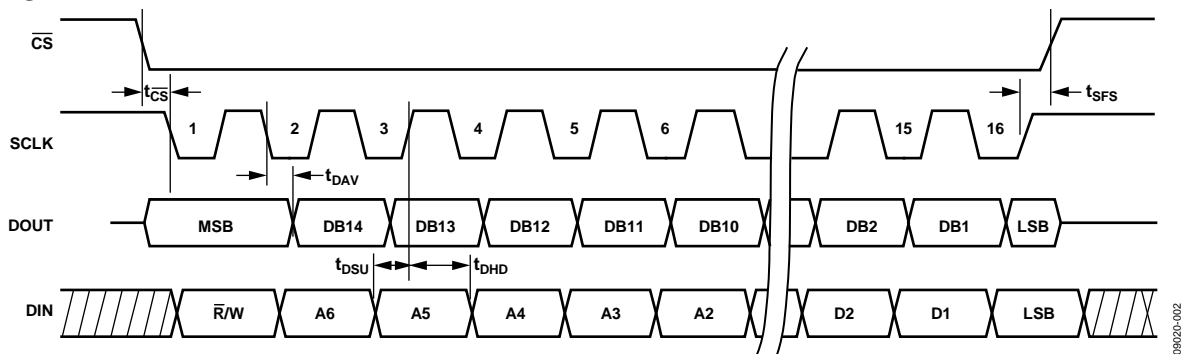 CS
tCS
tSFS
SCLK
1 2 3 4 5 6 15 16
tDAV
DOUT
MSB DB14 DB13 DB12 DB11 DB10 DB2 DB1 LSB
tDSU tDHD
DIN
R/W A6 A5 A4 A3 A2 D2 D1 LSB
09020-002